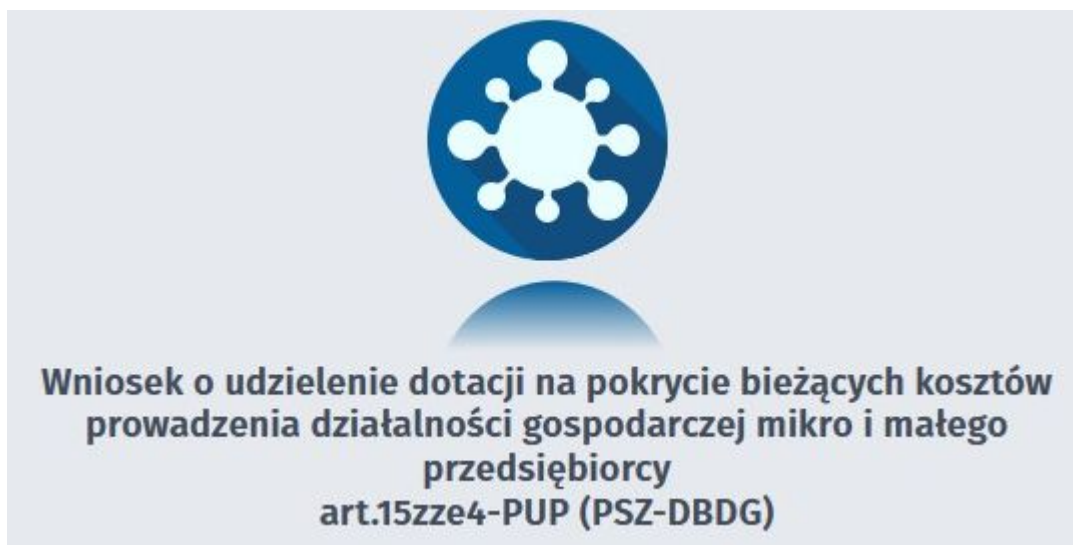 Wniosek o udzielenie dotacji na pokrycie bieżących kosztów
prowadzenia działalności gospodarczej mikro i małego
przedsiębiorcy
art.15zze4-PUP (PSZ-DBDG)